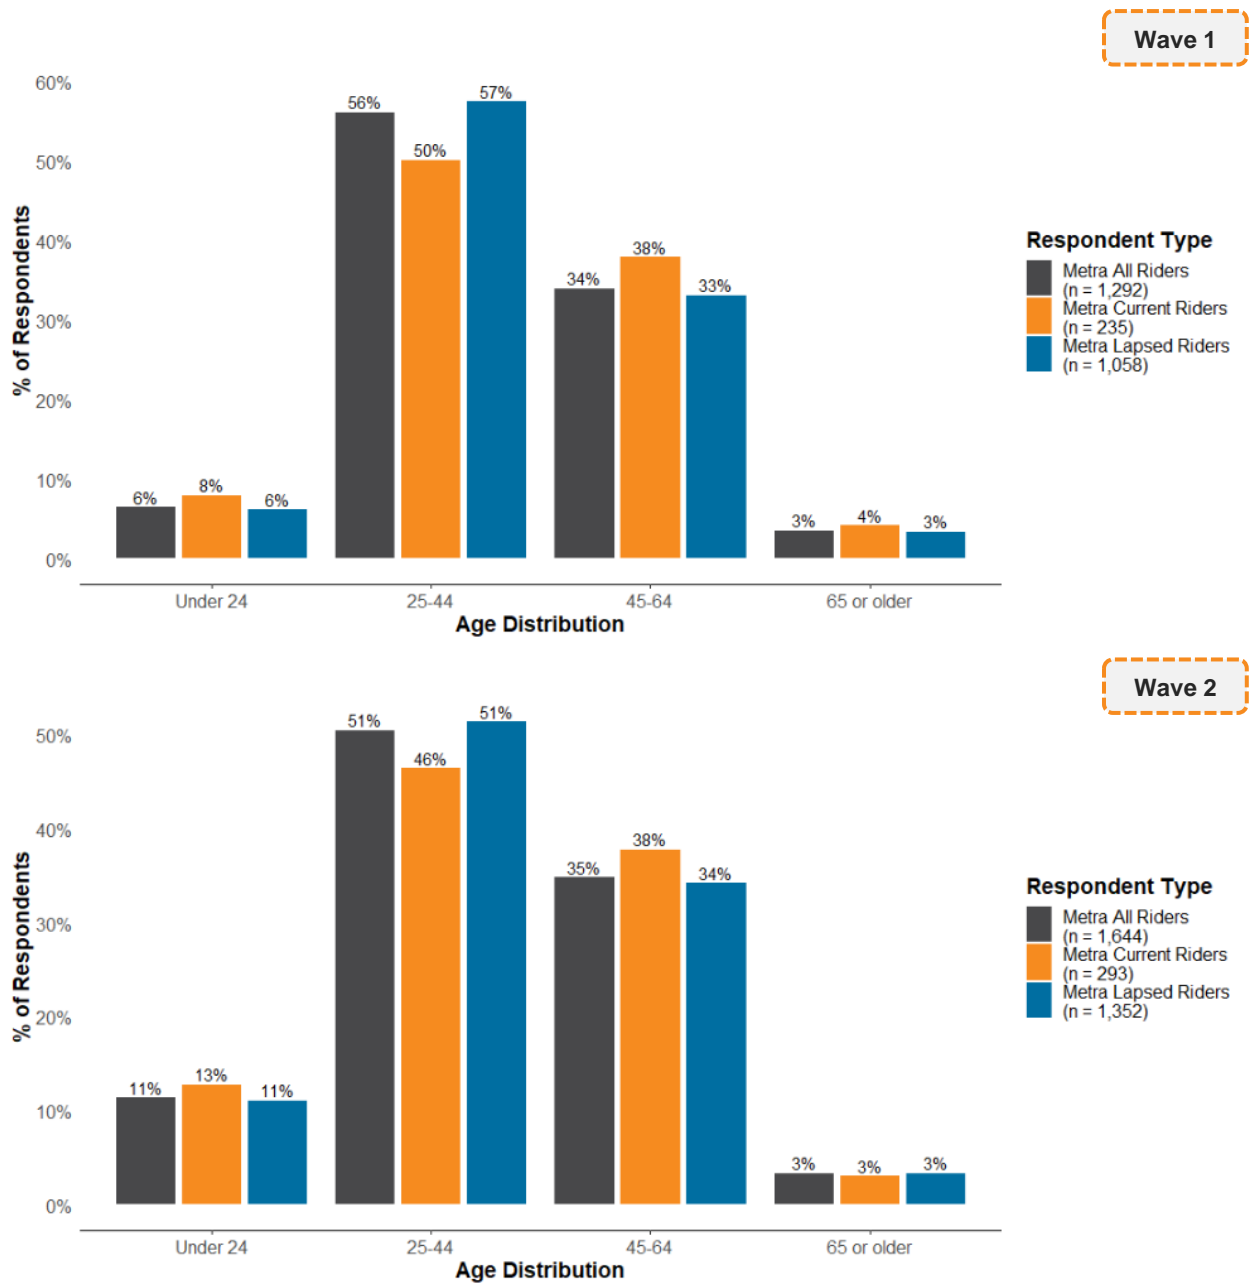 Wave 1
60%
50%
40%
30%
20%
10%
0%
% of Respondents
56%
50%
57%
34%
38%
33%
6%
8%
6%
3%
4%
3%
Under 24
25-44
45-64
65 or older
Age Distribution
Respondent Type
Metra All Riders
(n = 1,292)
Metra Current Riders
(n = 235)
Metra Lapsed Riders
(n = 1,058)
Wave 2
50%
40%
30%
20%
10%
0%
% of Respondents
51%
46%
51%
35%
38%
34%
11%
13%
11%
3%
3%
3%
Under 24
25-44
45-64
65 or older
Age Distribution
Respondent Type
Metra All Riders
(n = 1,644)
Metra Current Riders
(n = 293)
Metra Lapsed Riders
(n = 1,352)